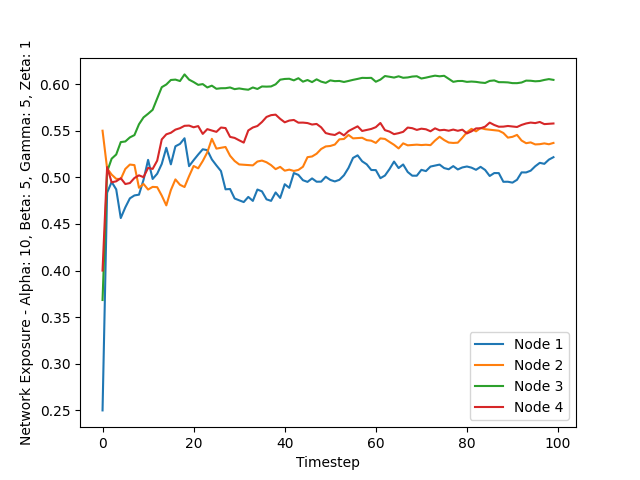 Network Exposure - Alpha: 10, Beta: 5, Gamma: 5, Zeta: 1
0.60
0.55
0.50
0.45
0.40
0.35
0.30
0.25
0
20
40
60
80
100
Timestep
Node 1
Node 2
Node 3
Node 4